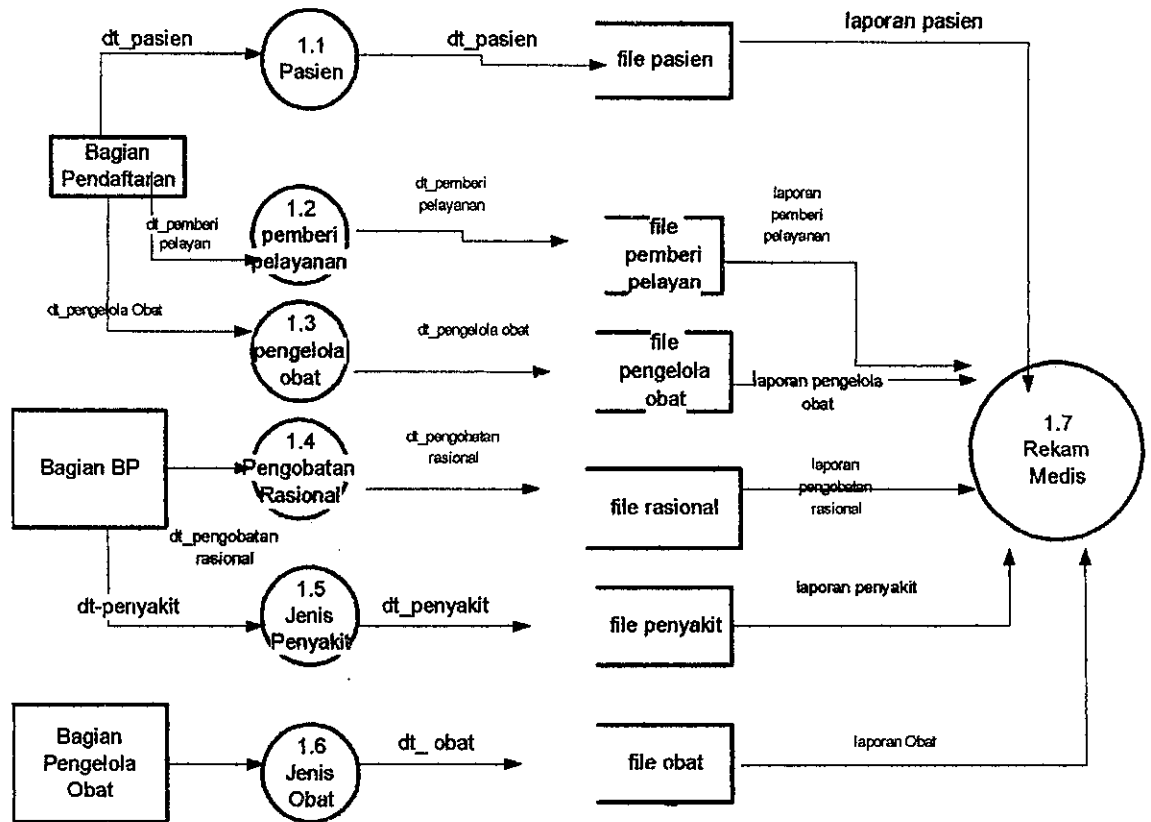 dt_pasien
1.1
Pasien
dt_pasien
file pasien
laporan pasien
Bagian
Pendaftaran
dt_pemberi
pelayan
1.2
pemberi
pelayanan
dt_pemberi
pelayanan
file
pemberi
pelayan
laporan
pemberi
pelayanan
dt_pengelola Obat
1.3
pengelola
obat
dt_pengelola obat
file
pengelola
obat
laporan pengelola
obat
1.7
Rekam
Medis
Bagian BP
1.4
Pengobatan
Rasional
dt_pengobatan
rasional
file rasional
laporan
pengobatan
rasional
dt_pengobatan
rasional
dt-penyakit
1.5
Jenis
Penyakit
dt_penyakit
file penyakit
laporan penyakit
Bagian
Pengelola
Obat
1.6
Jenis
Obat
dt_ obat
file obat
laporan Obat